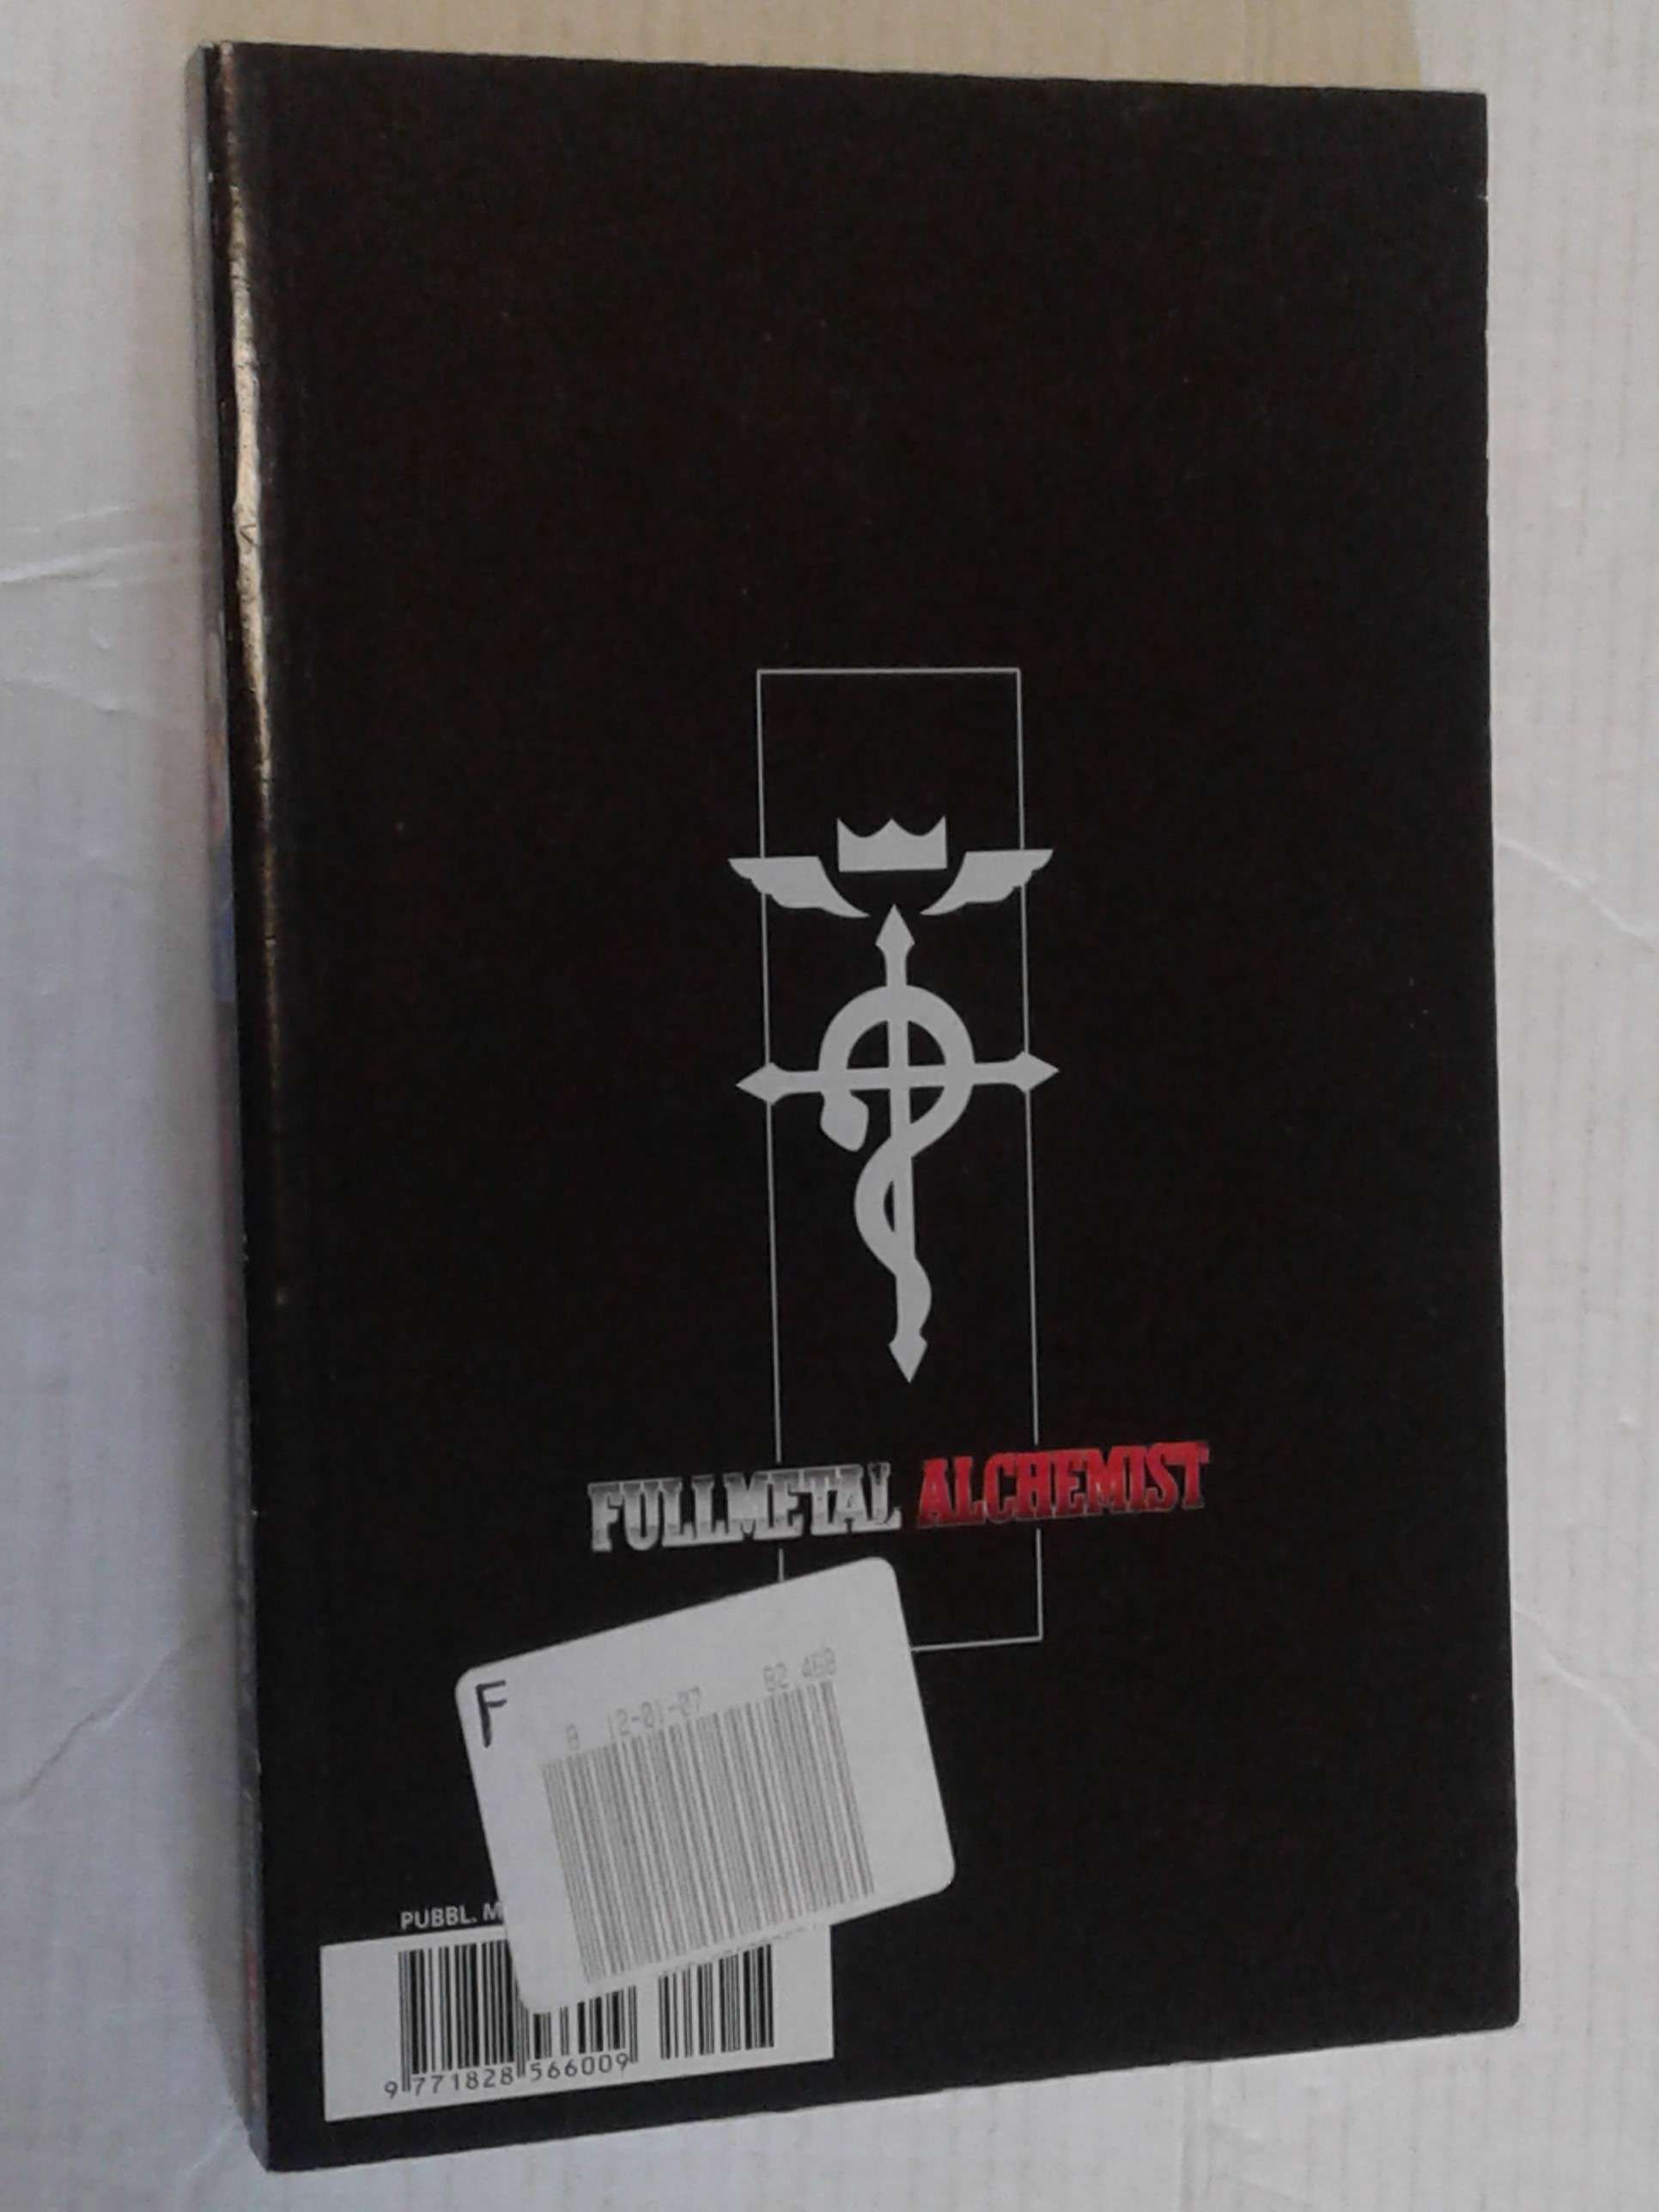 FULLMETAL ALCHEMIST
F
12-01-07
PUBBL.
9 771828 566009